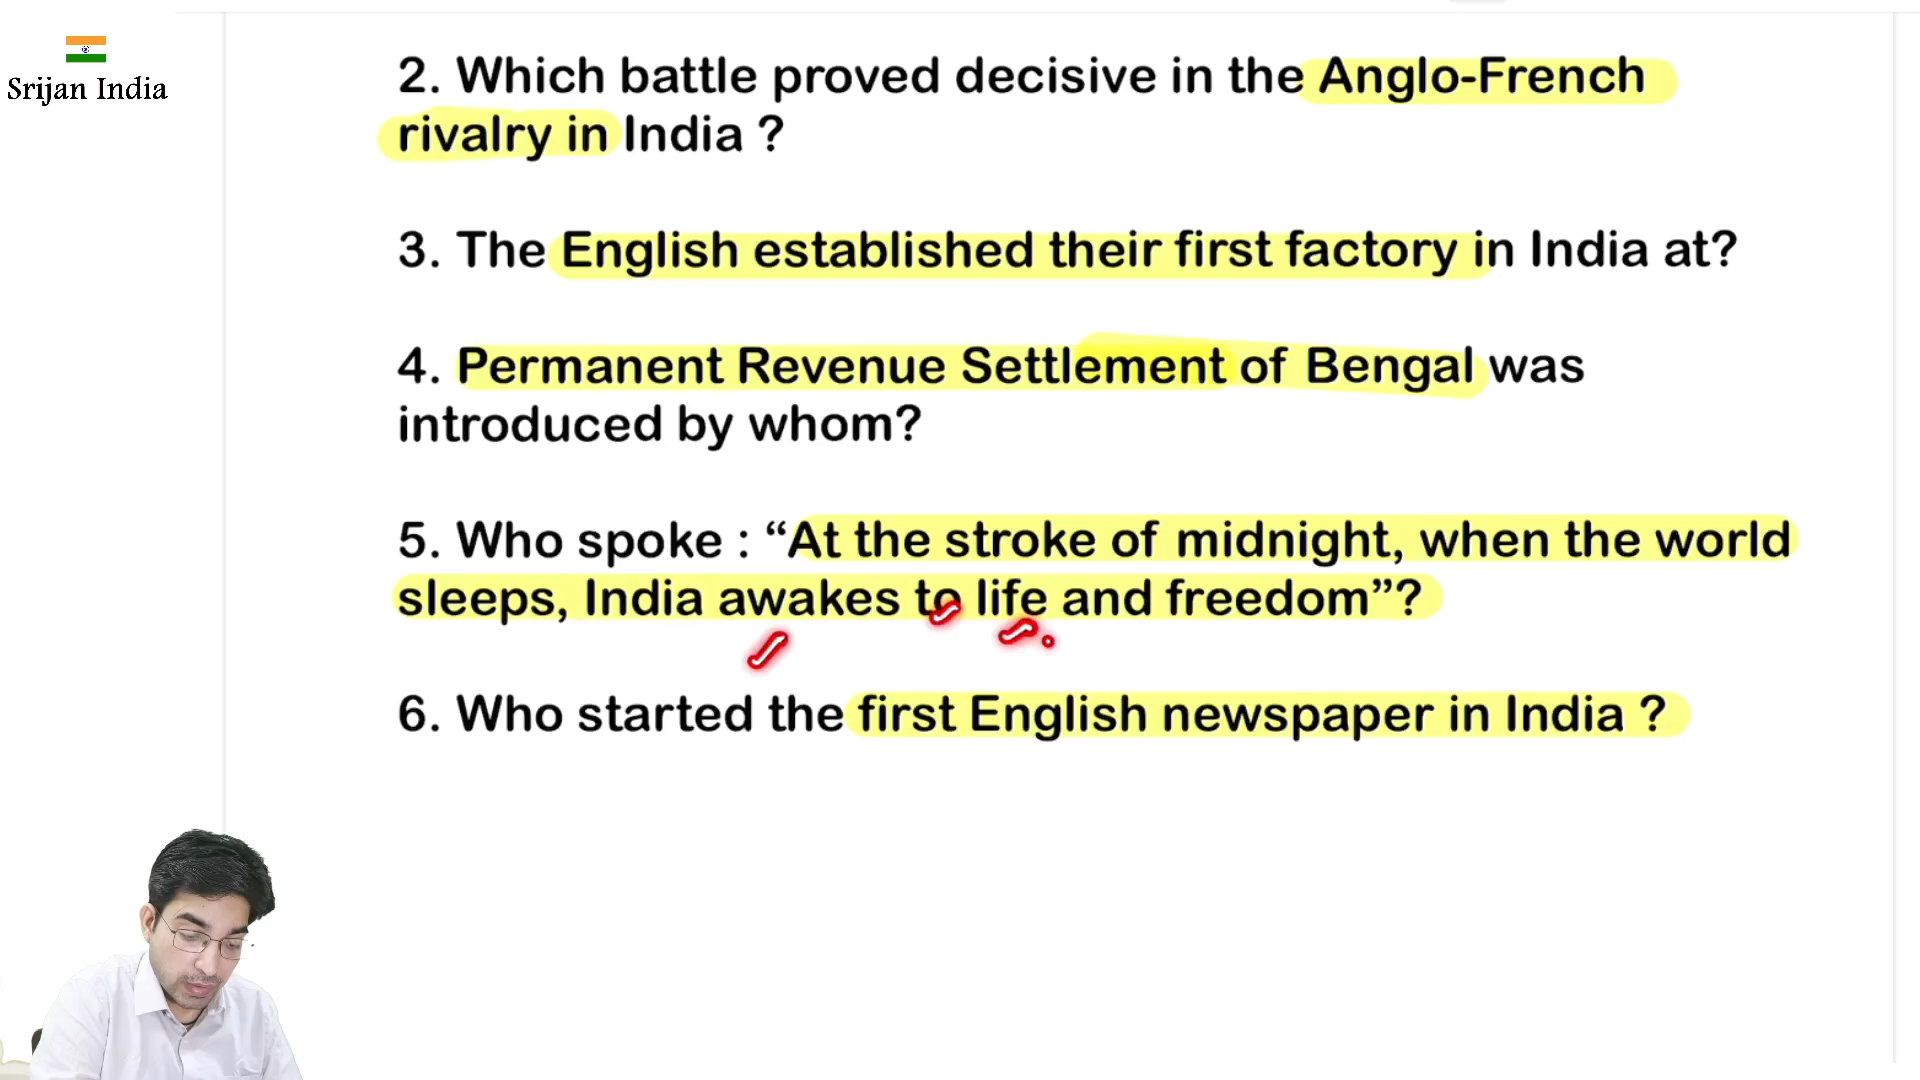 Srijan India
2. Which battle proved decisive in the Anglo-French
rivalry in India ?
3. The English established their first factory in India at?
4. Permanent Revenue Settlement of Bengal was
introduced by whom?
5. Who spoke : “At the stroke of midnight, when the world
sleeps, India awakes to life and freedom”?
6. Who started the first English newspaper in India ?